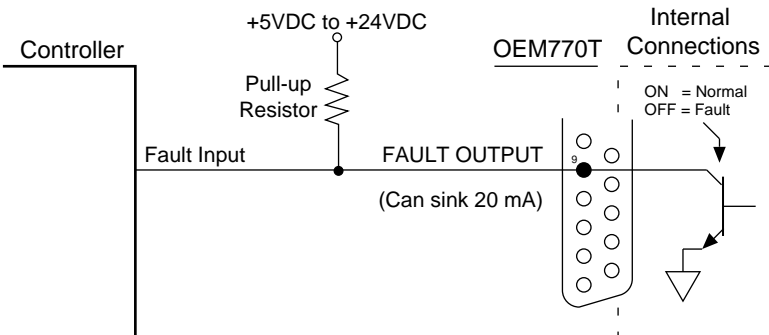 +5VDC to +24VDC
Internal
Controller
OEM770T
Connections
Pull-up
Resistor
ON = Normal
OFF = Fault
Fault Input
FAULT OUTPUT
9
(Can sink 20 mA)